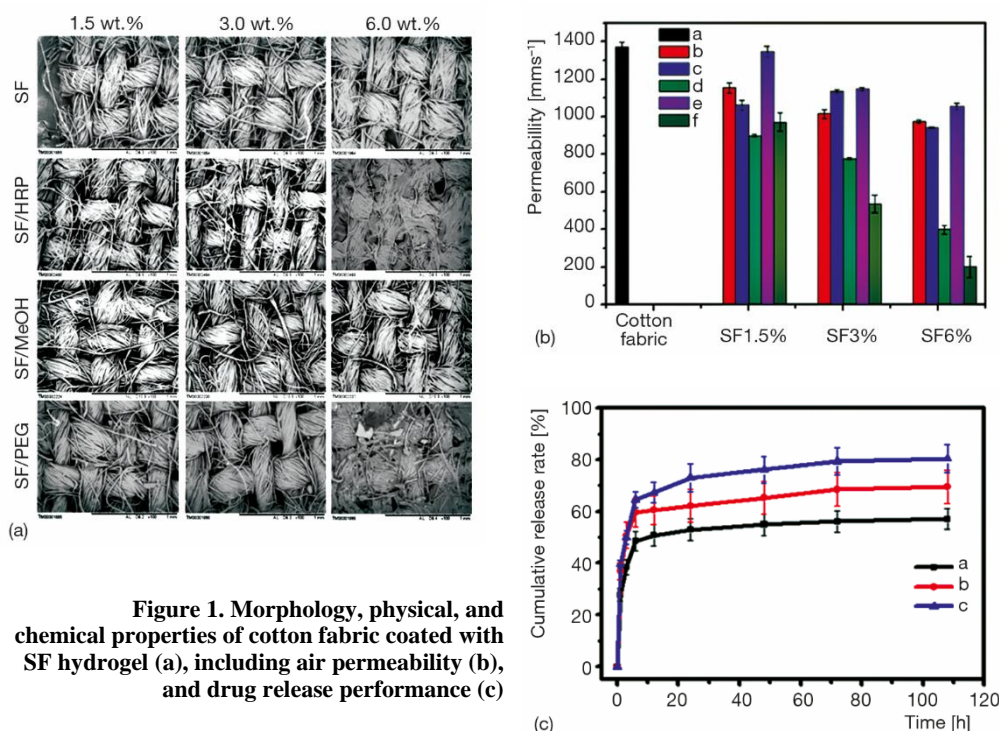 1.5 wt.% 3.0 wt.% 6.0 wt.%
SF
SF/HRP
SF/MeOH
SF/PEG
(a)
Figure 1. Morphology, physical, and
chemical properties of cotton fabric coated with
SF hydrogel (a), including air permeability (b),
and drug release performance (c)
Permeabillity [mms⁻¹]
1400
1200
1000
800
600
400
200
0
a
b
c
d
e
f
Cotton
fabric
SF1.5% SF3% SF6%
(b)
Cumulative release rate [%]
100
80
60
40
20
0
a
b
c
0 20 40 60 80 100 120
Time [h]
(c)